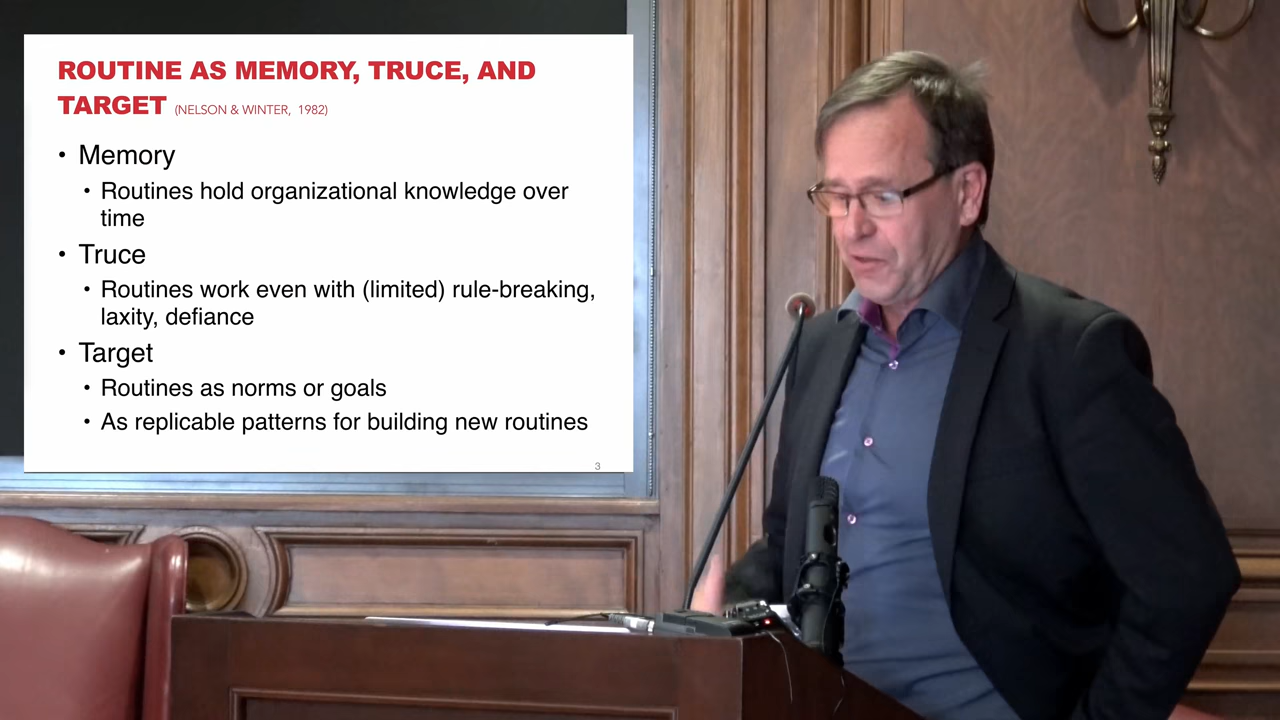 ROUTINE AS MEMORY, TRUCE, AND
TARGET (NELSON & WINTER, 1982)
• Memory
• Routines hold organizational knowledge over
time
• Truce
• Routines work even with (limited) rule-breaking,
laxity, defiance
• Target
• Routines as norms or goals
• As replicable patterns for building new routines
3